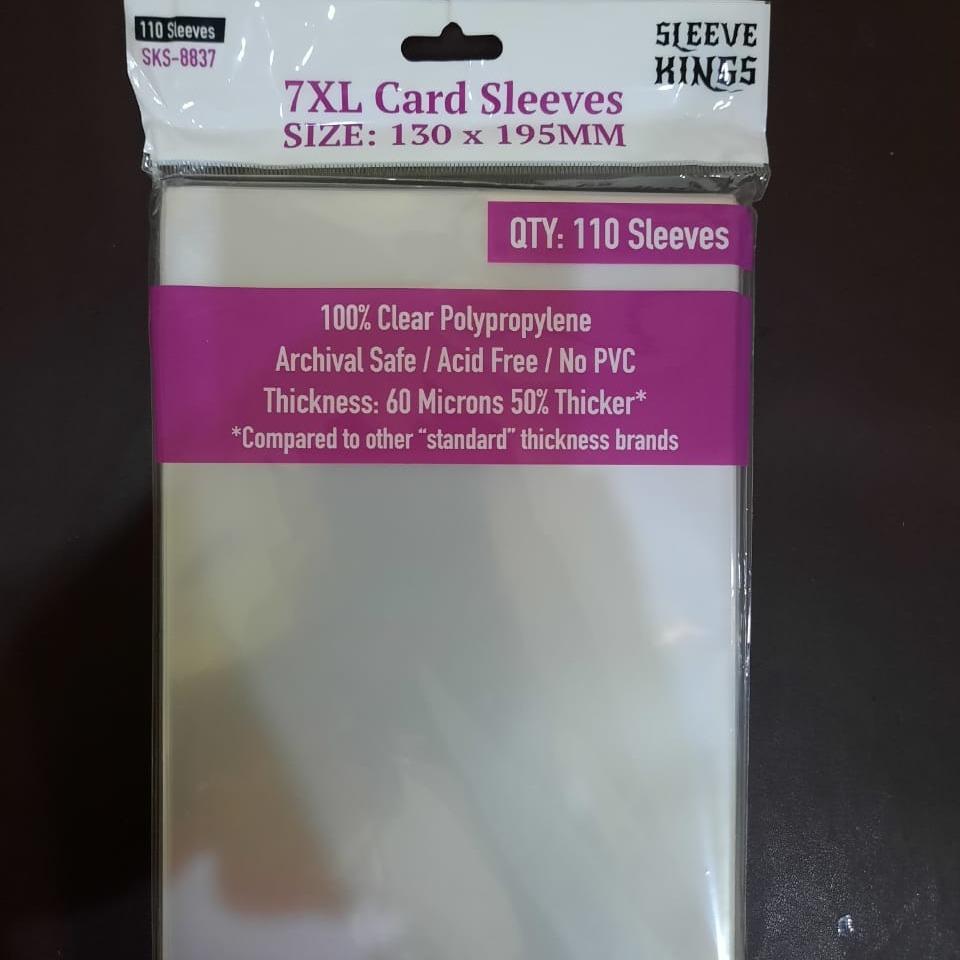 110 Sleeves
SKS-8837
SLEEVE
KINGS
7XL Card Sleeves
SIZE: 130 x 195MM
QTY: 110 Sleeves
100% Clear Polypropylene
Archival Safe / Acid Free / No PVC
Thickness: 60 Microns 50% Thicker*
*Compared to other “standard” thickness brands